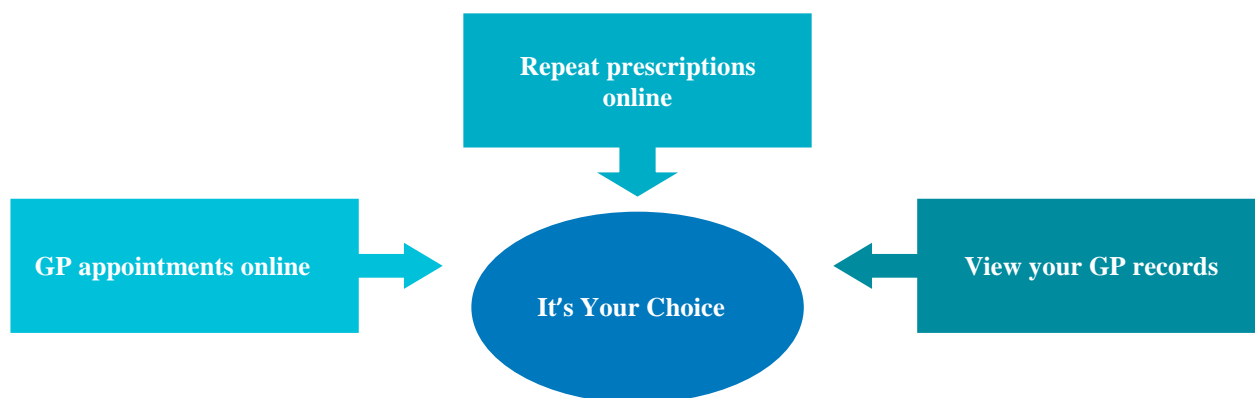 Repeat prescriptions
online
GP appointments online
It's Your Choice
View your GP records